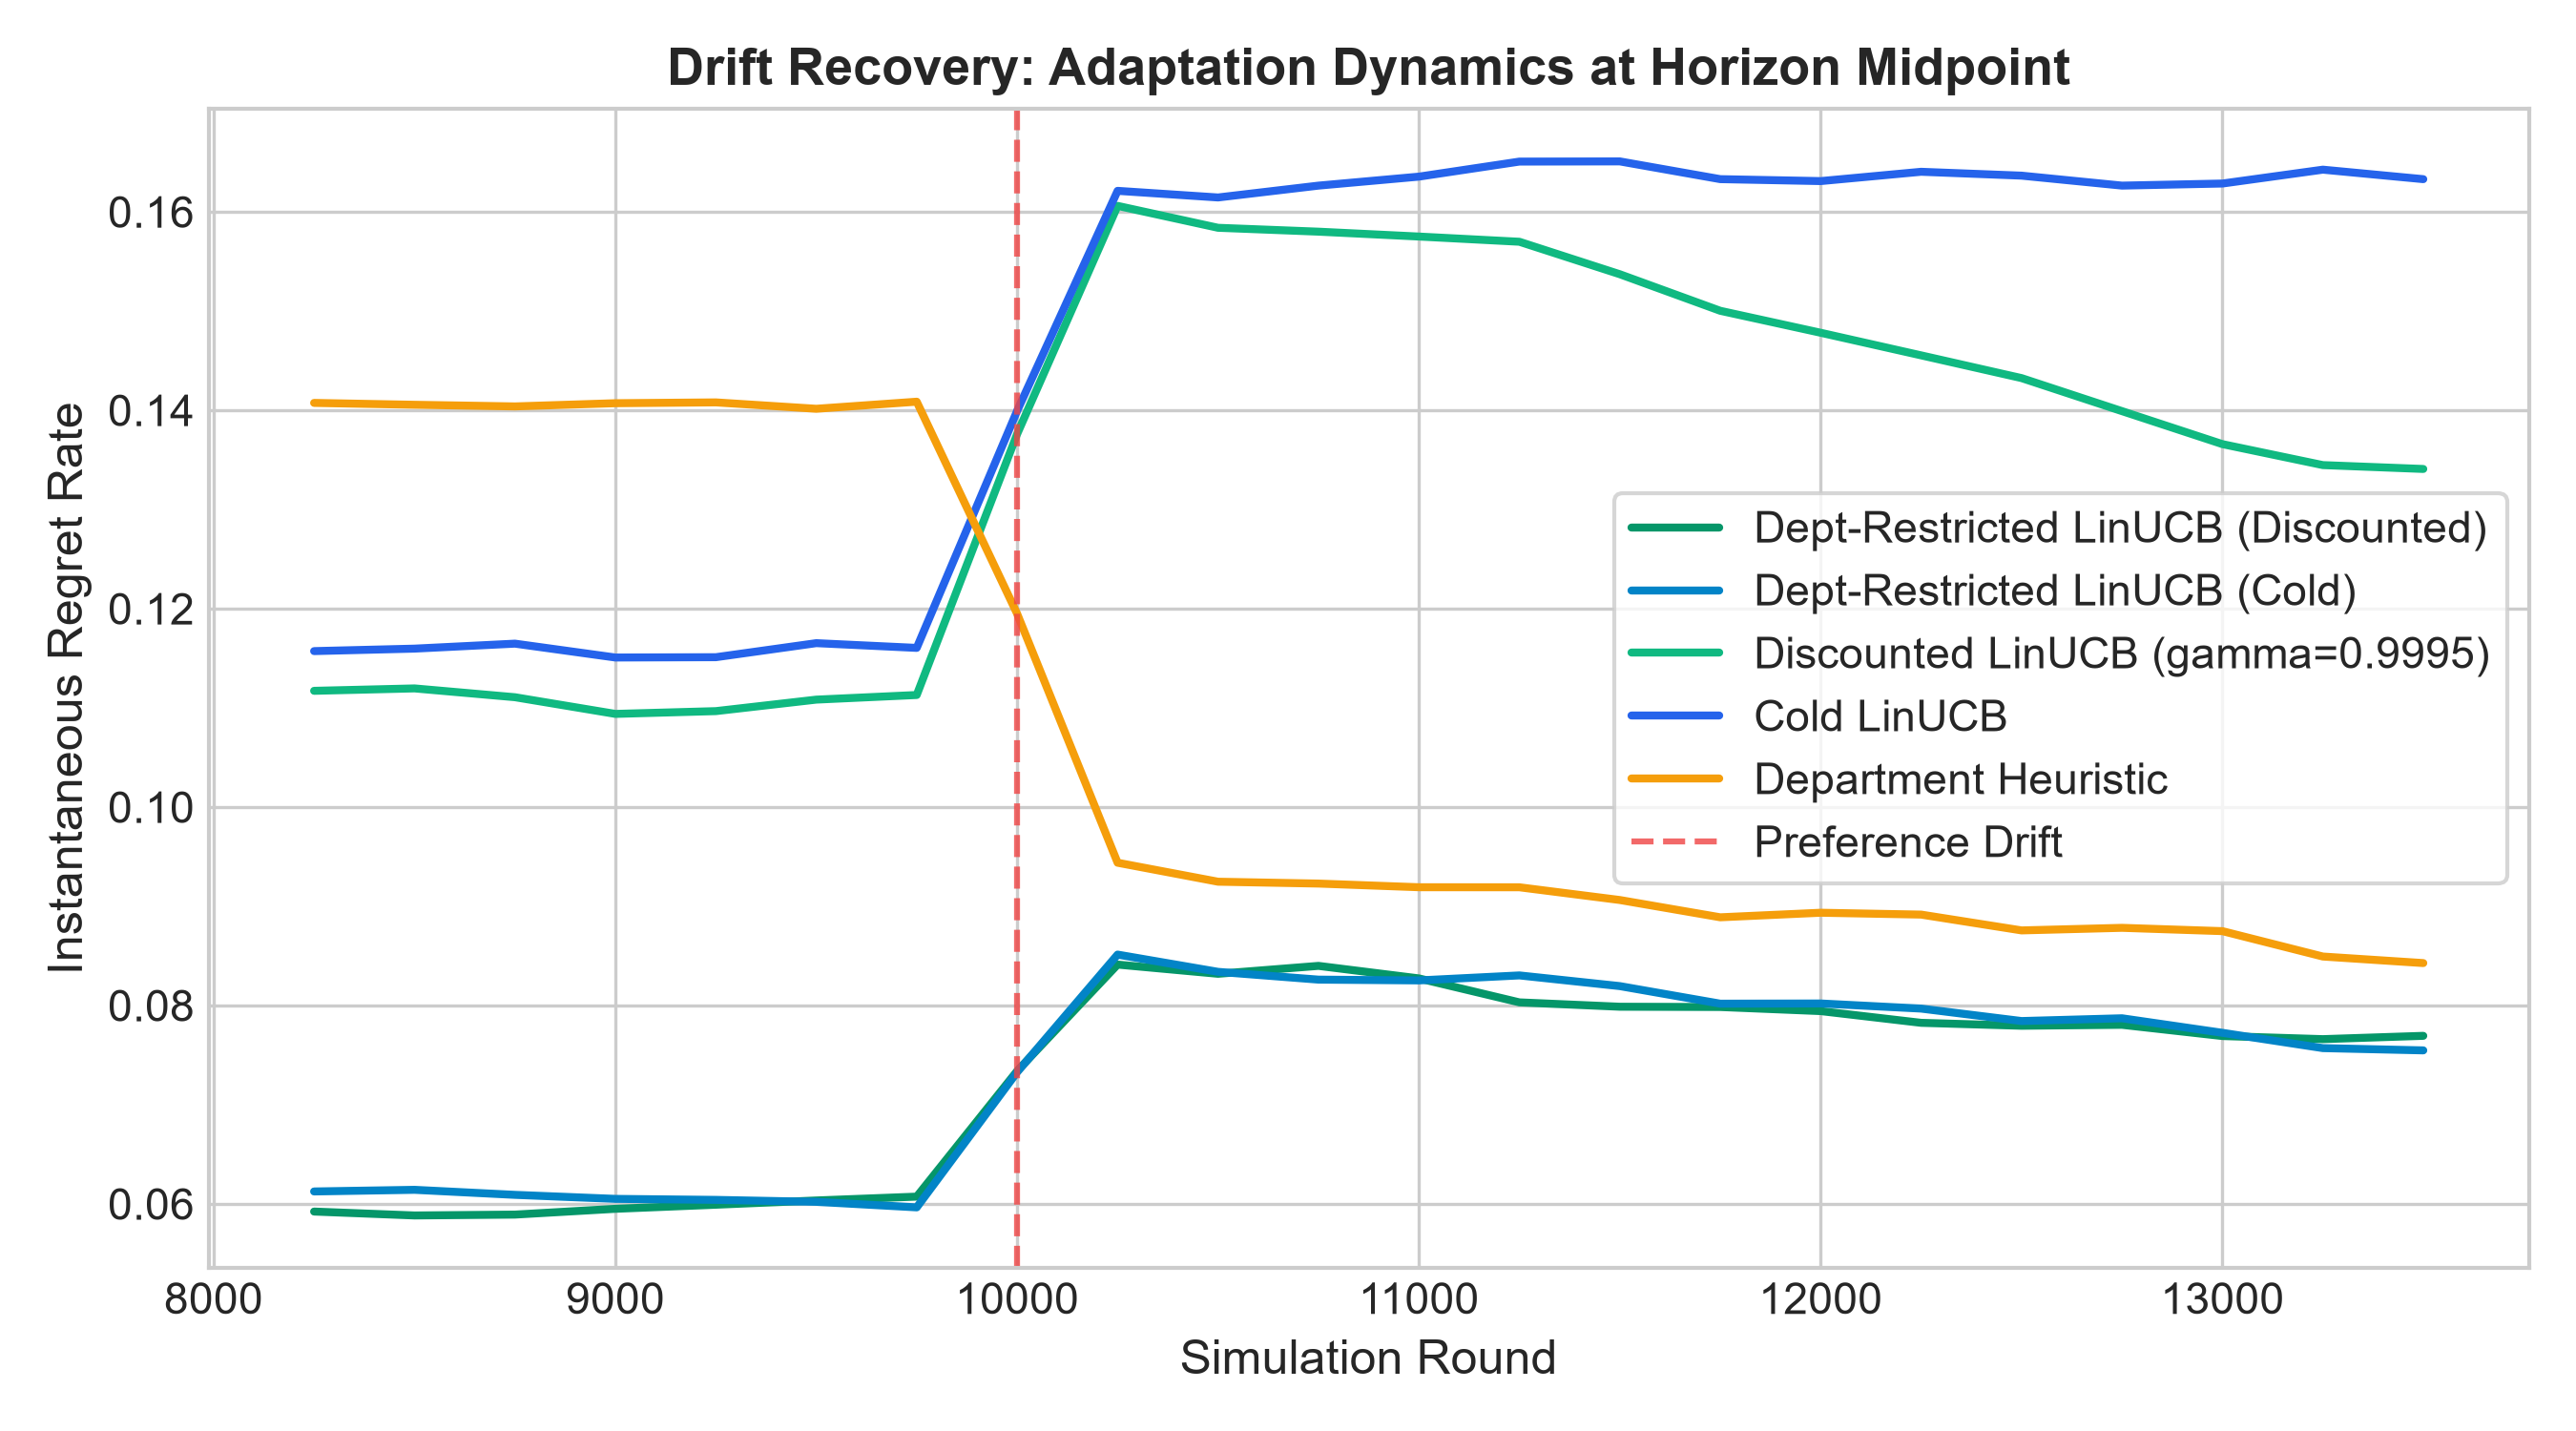 Drift Recovery: Adaptation Dynamics at Horizon Midpoint
Instantaneous Regret Rate
0.16
0.14
0.12
0.10
0.08
0.06
Dept-Restricted LinUCB (Discounted)
Dept-Restricted LinUCB (Cold)
Discounted LinUCB (gamma=0.9995)
Cold LinUCB
Department Heuristic
Preference Drift
8000 9000 10000 11000 12000 13000
Simulation Round